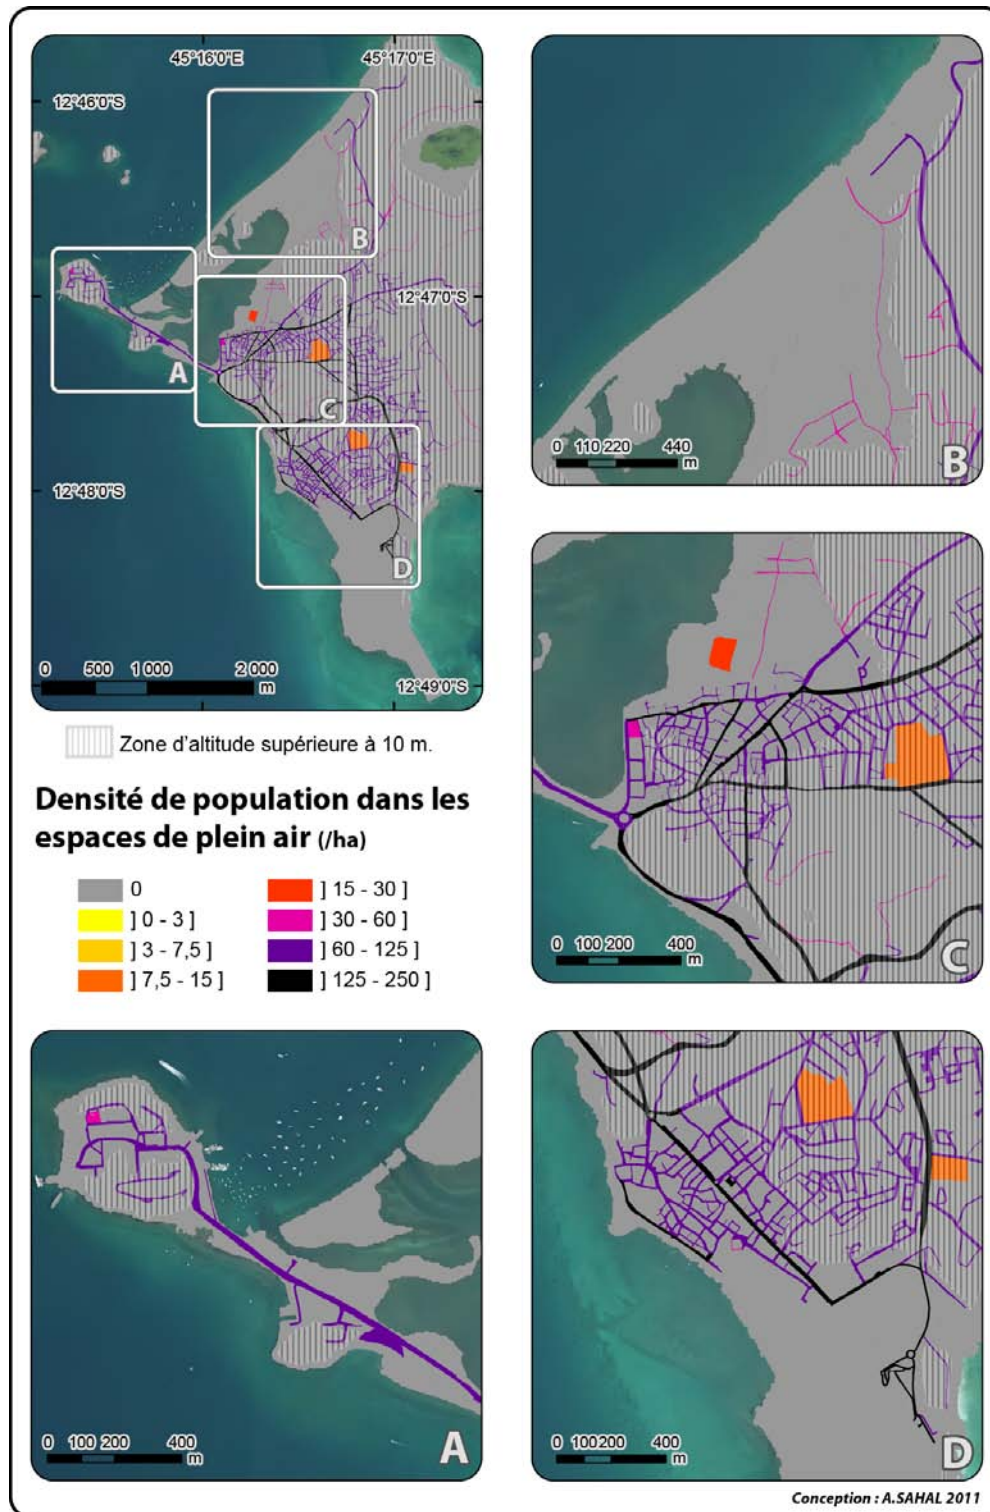 45°16'0"E
45°17'0"E
12°46'0"S
B
12°47'0"S
A
C
12°48'0"S
D
0 500 1 000 2 000
m
12°49'0"S
Zone d'altitude supérieure à 10 m.
Densité de population dans les
espaces de plein air (/ha)
0
] 0 - 3 ]
] 3 - 7,5 ]
] 7,5 - 15 ]
] 15 - 30 ]
] 30 - 60 ]
] 60 - 125 ]
] 125 - 250 ]
0 110 220 440
m
B
0 100 200 400
m
C
0 100 200 400
m
A
0 100200 400
m
D
Conception : A.SAHAL 2011